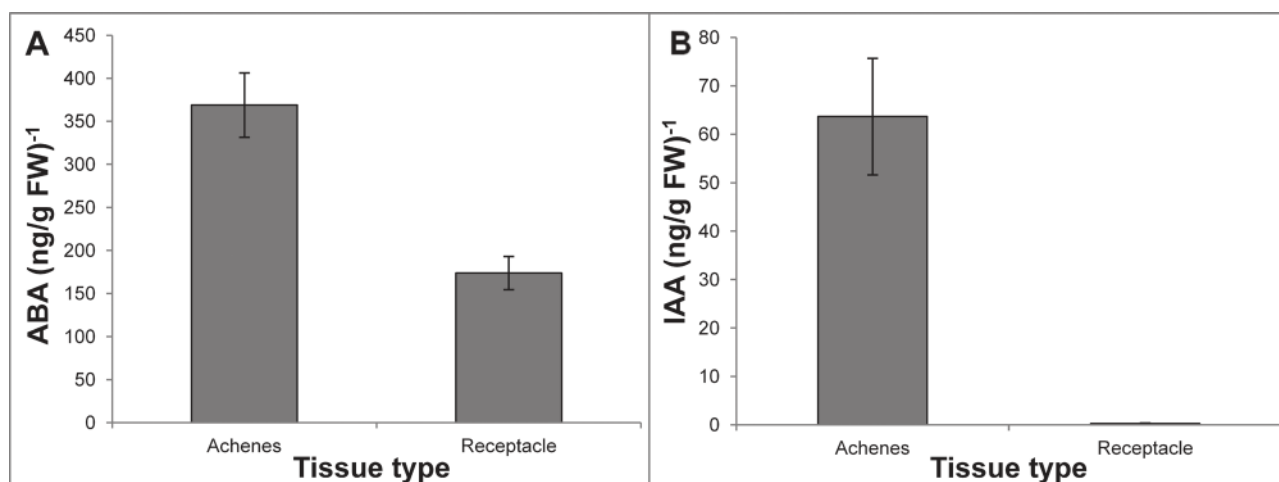 A
ABA (ng/g FW)-1
450
400
350
300
250
200
150
100
50
0
Achenes
Receptacle
Tissue type
B
IAA (ng/g FW)-1
80
70
60
50
40
30
20
10
0
Achenes
Receptacle
Tissue type